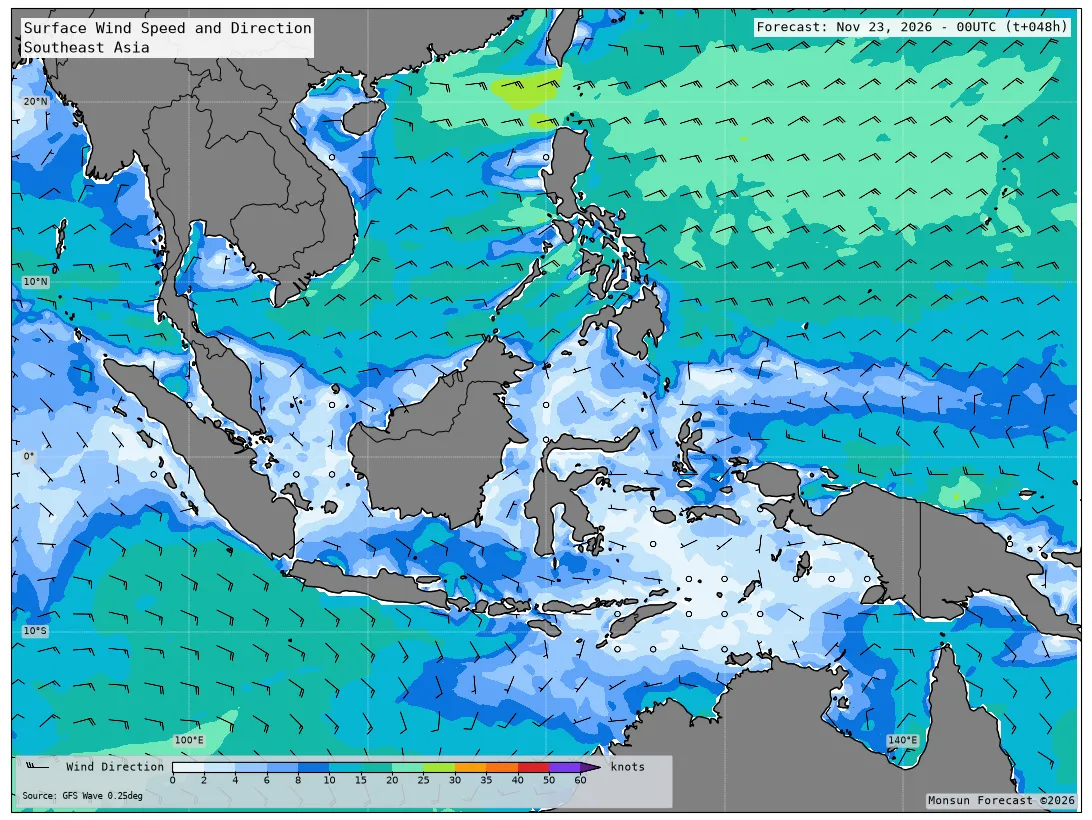 Surface Wind Speed and Direction
Southeast Asia
Forecast: Nov 23, 2026 - 00UTC (t+048h)
20°N
10°N
0°
10°S
100°E
140°E
Wind Direction
knots
0 2 4 6 8 10 15 20 25 30 35 40 50 60
Source: GFS Wave 0.25deg
Monsun Forecast ©2026